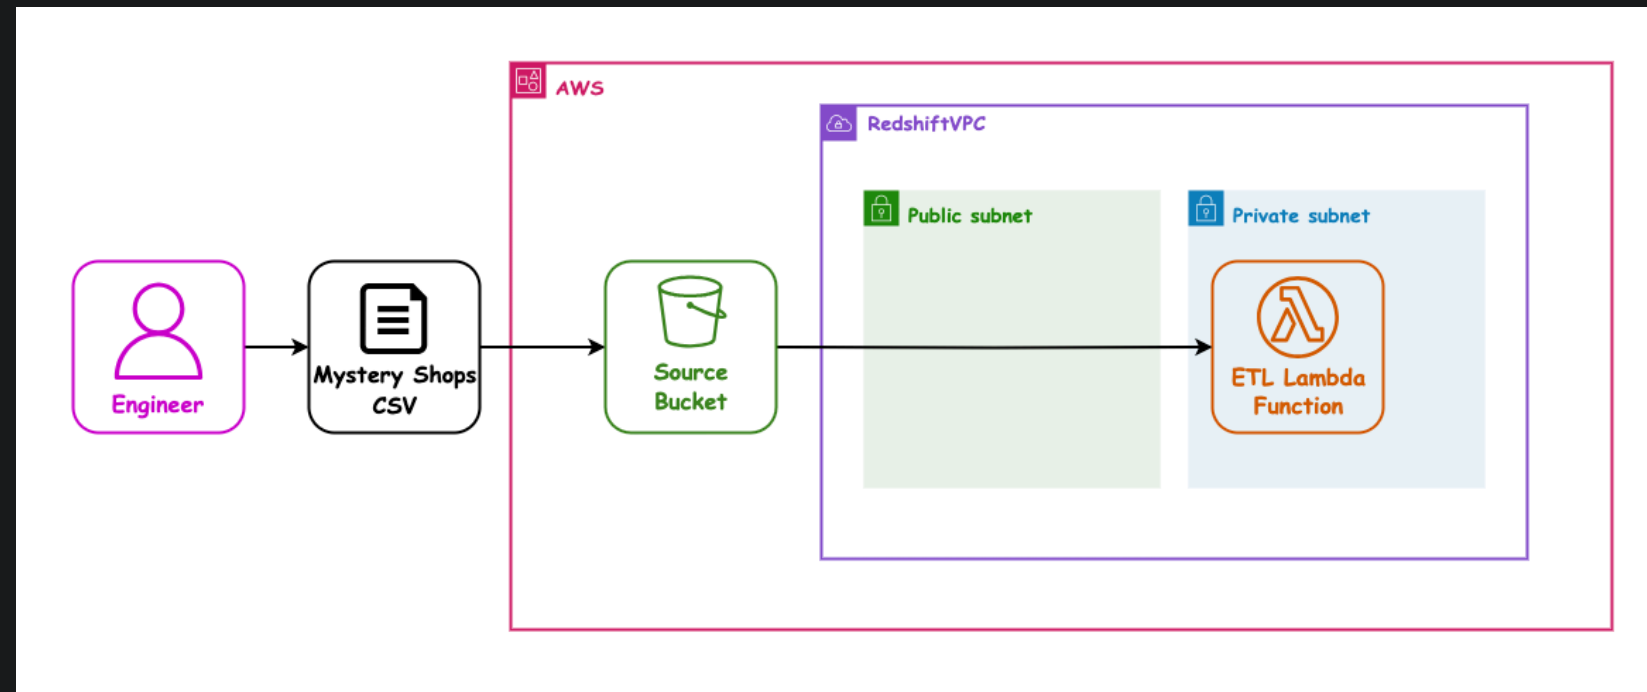 AWS
RedshiftVPC
Public subnet
Private subnet
Engineer
Mystery Shops
CSV
Source
Bucket
ETL Lambda
Function